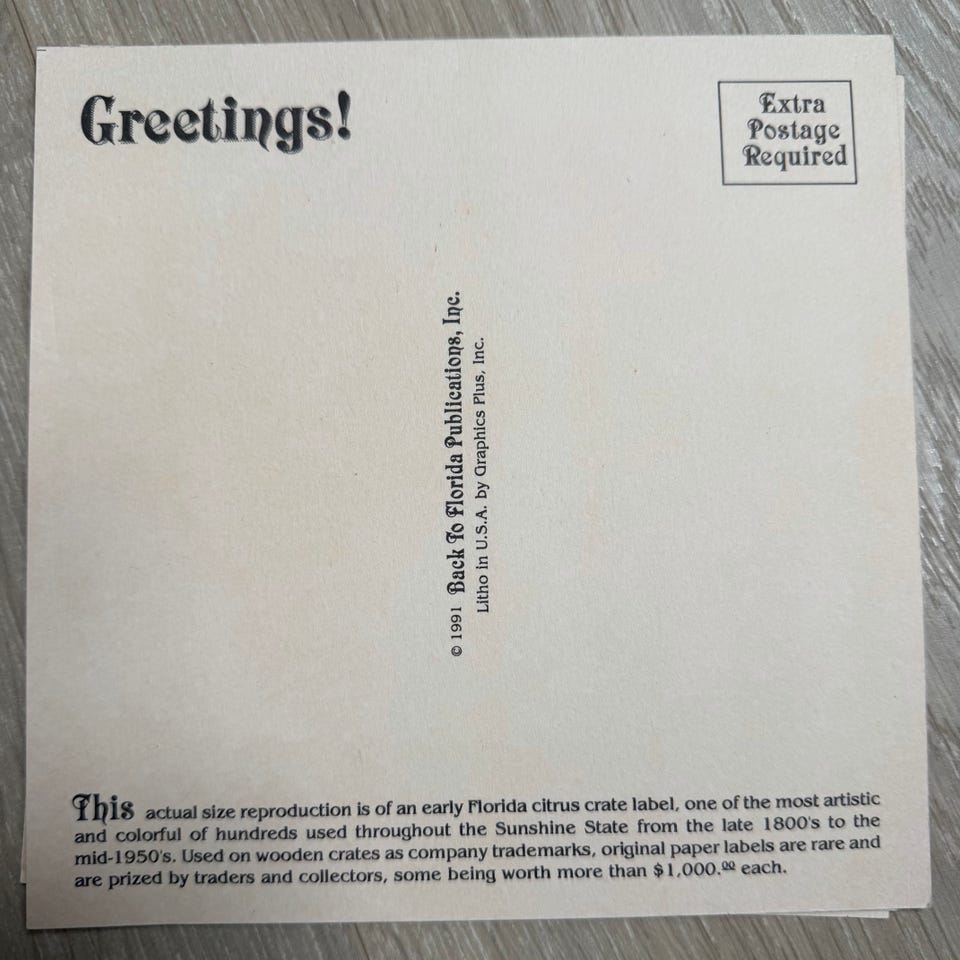 Greetings!
Extra
Postage
Required
© 1991 Back To Florida Publications, Inc.
Litho in U.S.A. by Graphics Plus, Inc.
This actual size reproduction is of an early Florida citrus crate label, one of the most artistic
and colorful of hundreds used throughout the Sunshine State from the late 1800's to the
mid-1950's. Used on wooden crates as company trademarks, original paper labels are rare and
are prized by traders and collectors, some being worth more than $1,000.00 each.